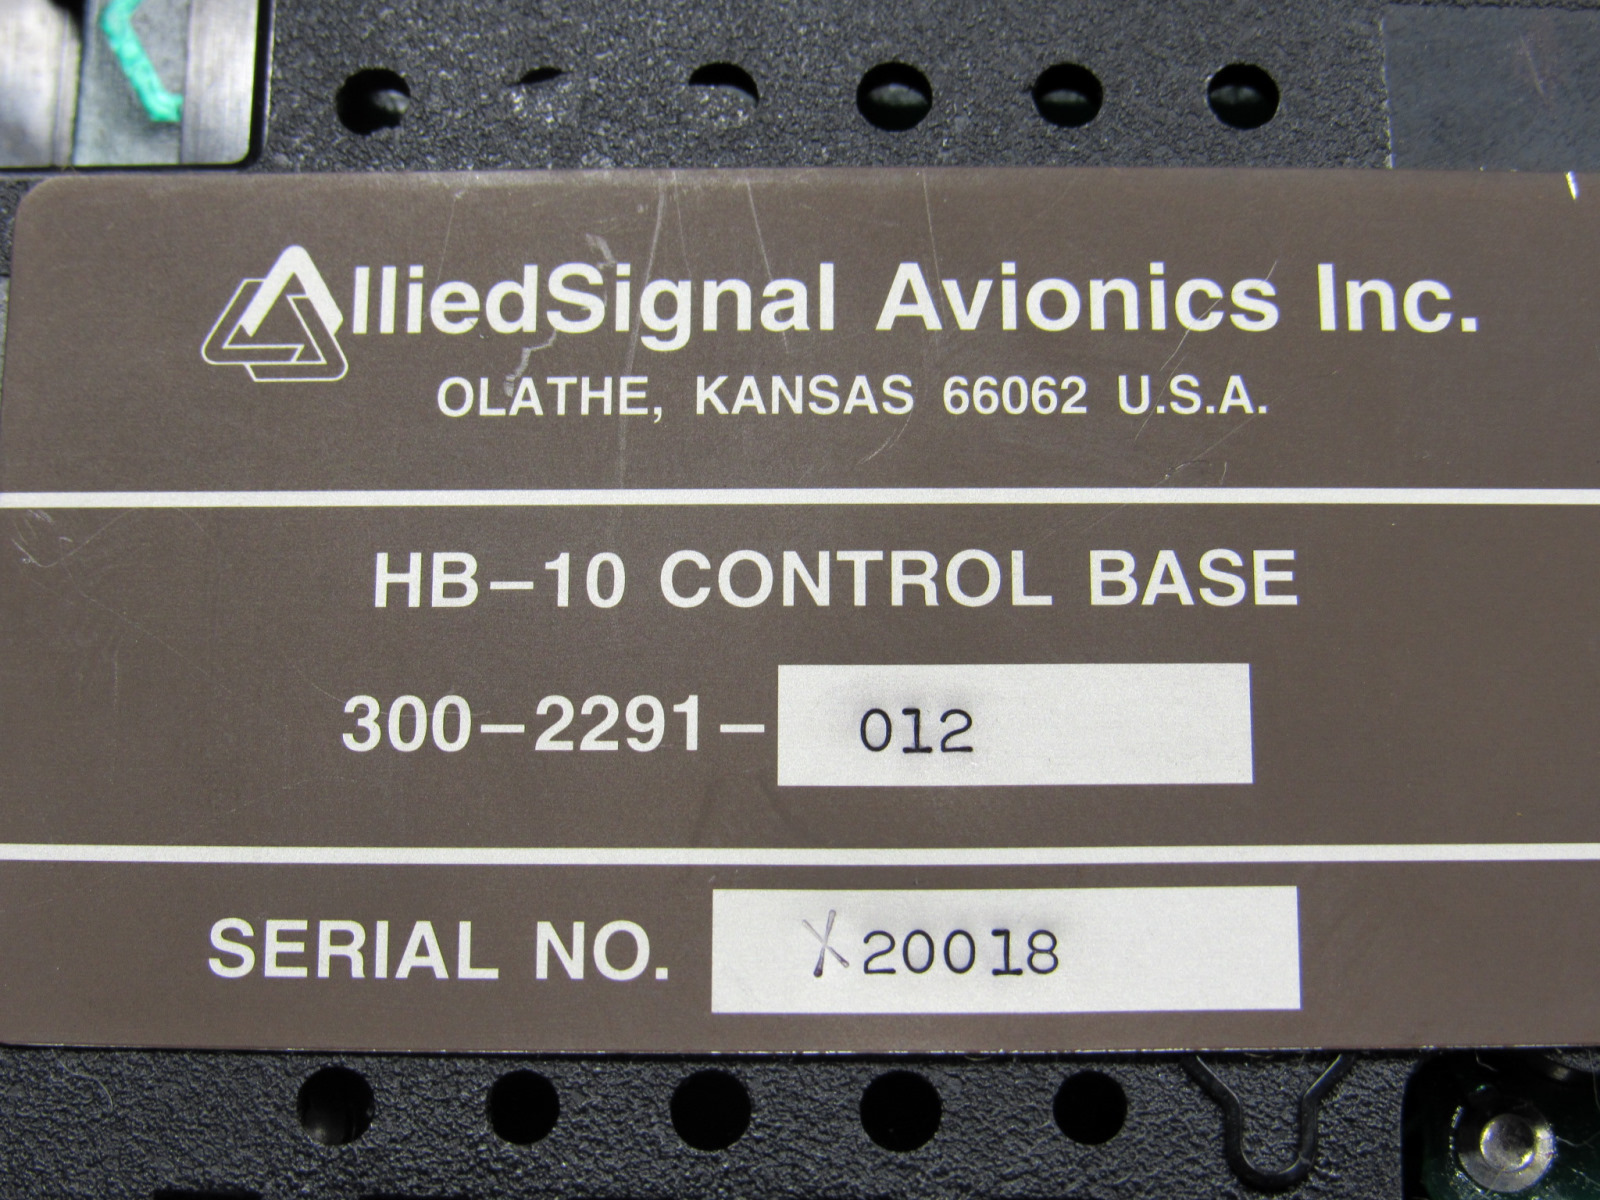 AlliedSignal Avionics Inc.
OLATHE, KANSAS 66062 U.S.A.
HB-10 CONTROL BASE
300-2291- 012
SERIAL NO. X20018